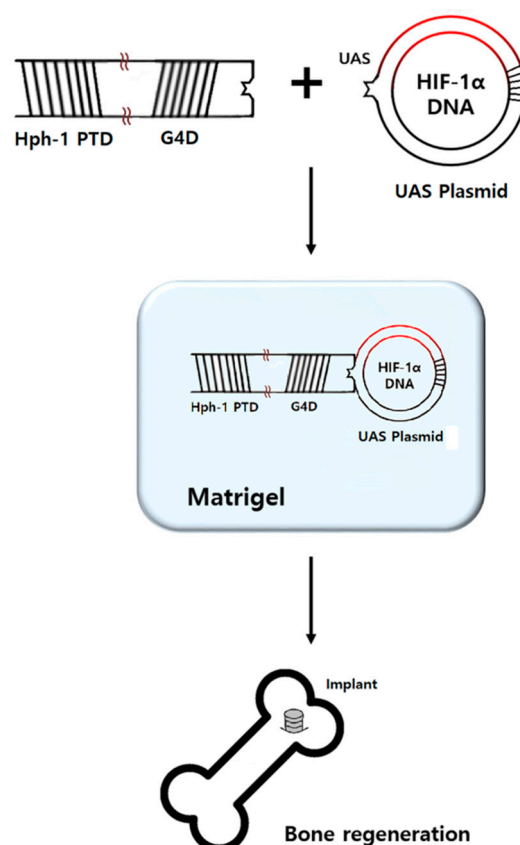 UAS
HIF-1α
DNA
Hph-1 PTD
G4D
UAS Plasmid
HIF-1α
DNA
Hph-1 PTD
G4D
UAS Plasmid
Matrigel
Implant
Bone regeneration